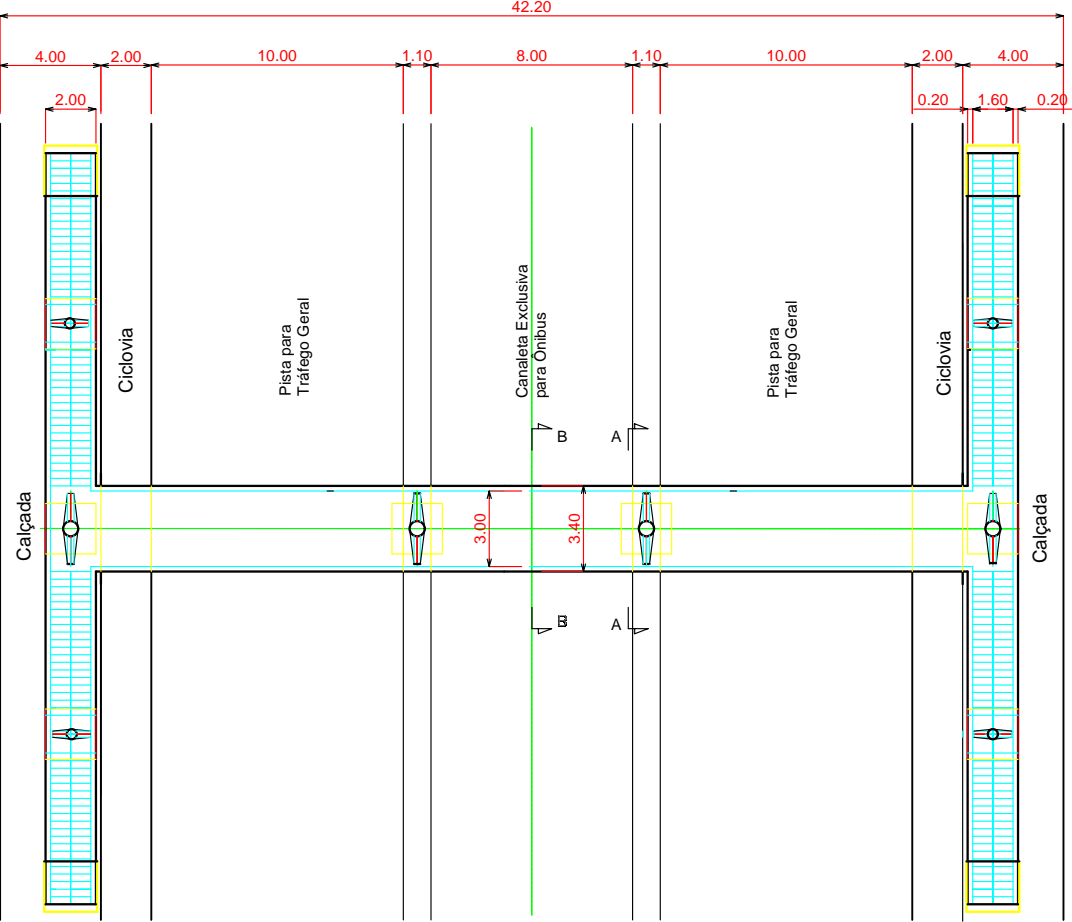 42.20
4.00
2.00
10.00
1.10
8.00
1.10
10.00
2.00
4.00
2.00
0.20
1.60
0.20
Ciclovia
Pista para
Tráfego Geral
Canaleta Exclusiva
para Ônibus
Pista para
Tráfego Geral
Ciclovia
B
A
Calçada
3.00
3.40
Calçada
B
A